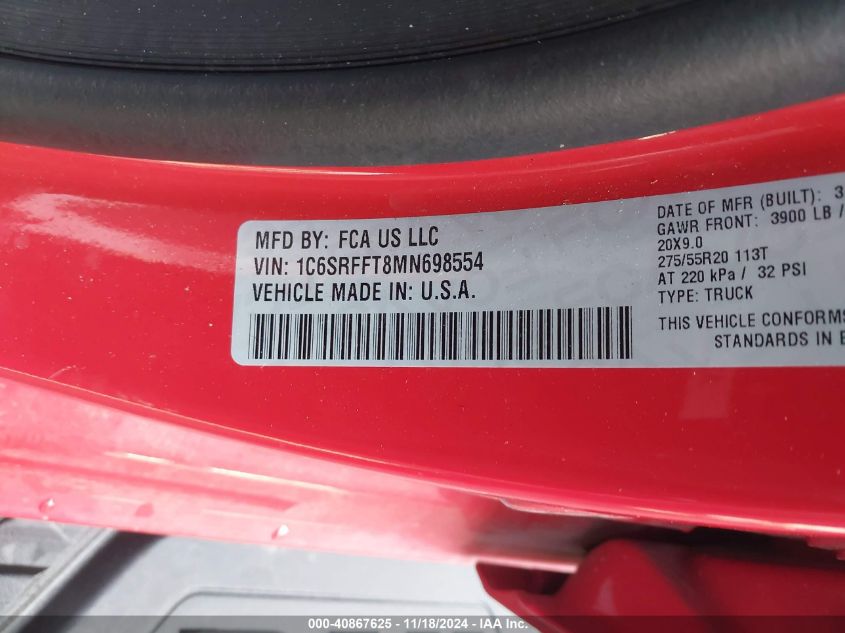 MFD BY: FCA US LLC
VIN: 1C6SRFFT8MN698554
VEHICLE MADE IN: U.S.A.
DATE OF MFR (BUILT): 3
GAWR FRONT: 3900 LB /
20X9.0
275/55R20 113T
AT 220 kPa / 32 PSI
TYPE: TRUCK
THIS VEHICLE CONFORMS
STANDARDS IN E
000-40867625 - 11/18/2024 - IAA Inc.